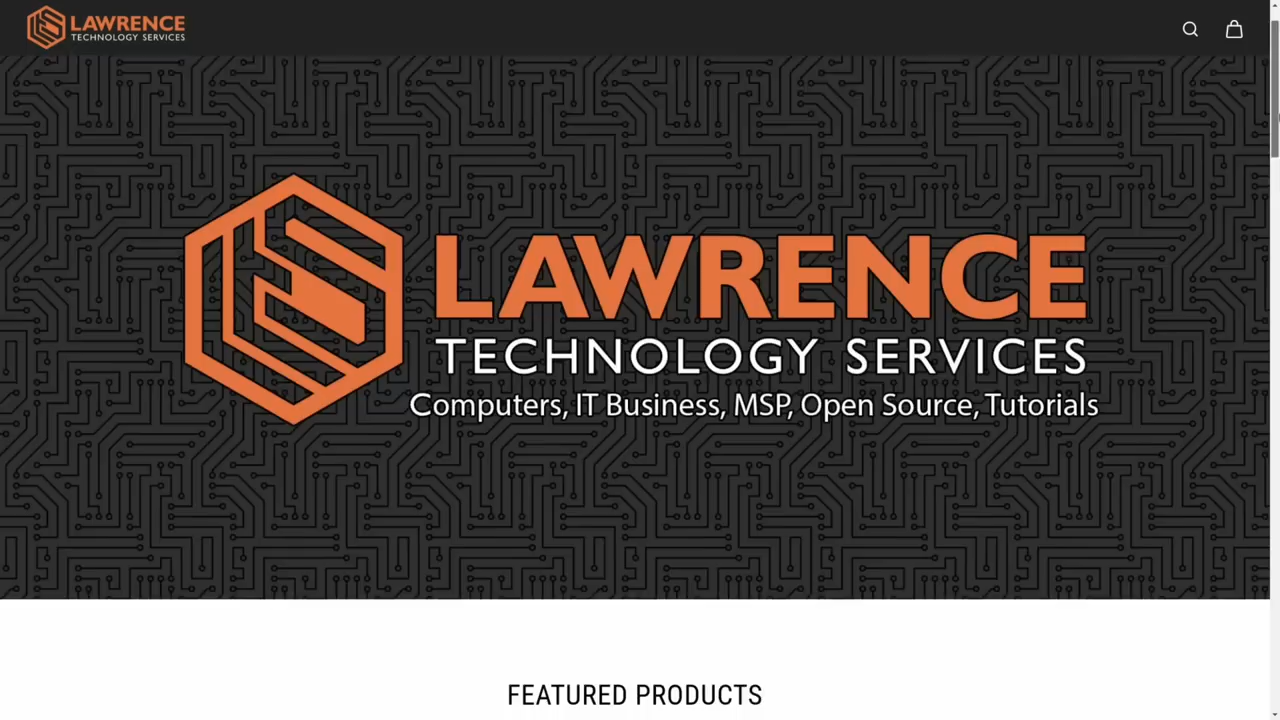 LAWRENCE
TECHNOLOGY SERVICES
LAWRENCE
TECHNOLOGY SERVICES
Computers, IT Business, MSP, Open Source, Tutorials
FEATURED PRODUCTS